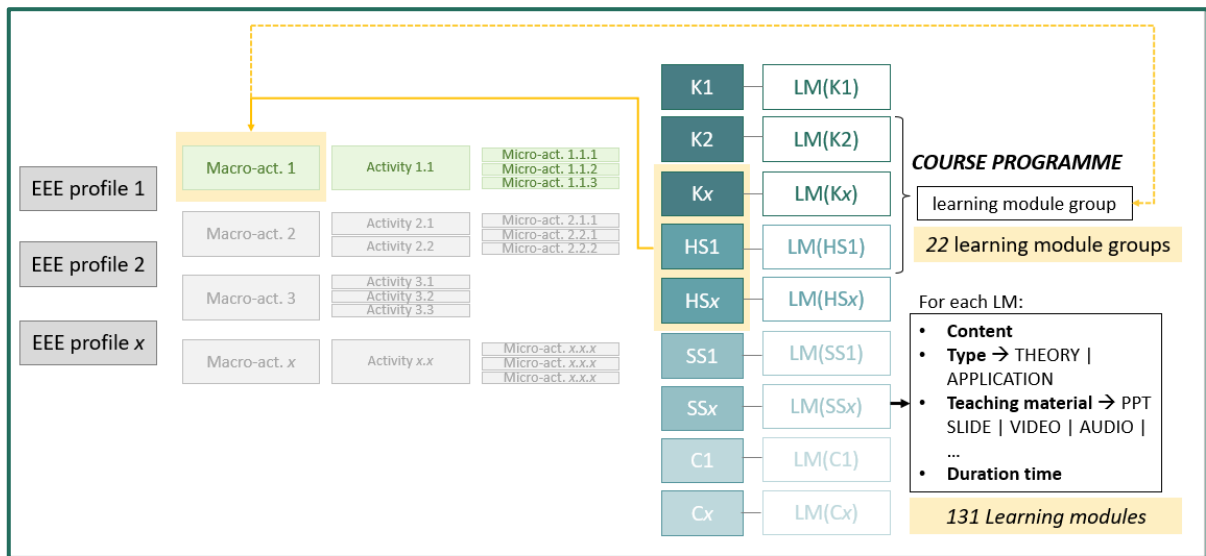 EEE profile 1
EEE profile 2
EEE profile x
Macro-act. 1
Activity 1.1
Micro-act. 1.1.1
Micro-act. 1.1.2
Micro-act. 1.1.3
Macro-act. 2
Activity 2.1
Activity 2.2
Micro-act. 2.1.1
Micro-act. 2.2.1
Micro-act. 2.2.2
Macro-act. 3
Activity 3.1
Activity 3.2
Activity 3.3
Macro-act. x
Activity x.x
Micro-act. x.x.x
Micro-act. x.x.x
Micro-act. x.x.x
K1
LM(K1)
K2
LM(K2)
Kx
LM(Kx)
HS1
LM(HS1)
HSx
LM(HSx)
SS1
LM(SS1)
SSx
LM(SSx)
C1
LM(C1)
Cx
LM(Cx)
COURSE PROGRAMME
learning module group
22 learning module groups
For each LM:
• Content
• Type → THEORY |
APPLICATION
• Teaching material → PPT
SLIDE | VIDEO | AUDIO |
...
• Duration time
131 Learning modules